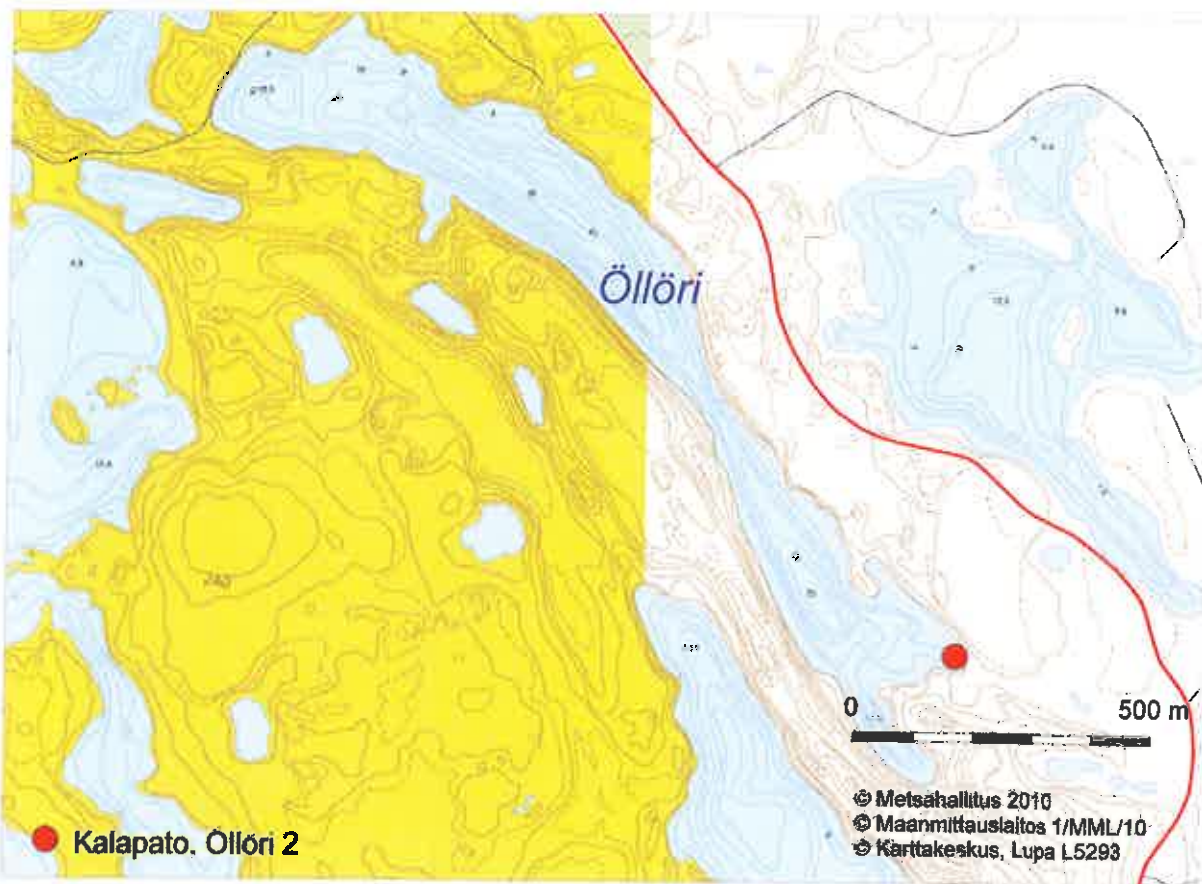 Öllöri
0 500 m
© Metsähallitus 2010
© Maanmittauslaitos 1/MML/10
© Karttakeskus, Lupa L5293
Kalapato. Öllöri 2